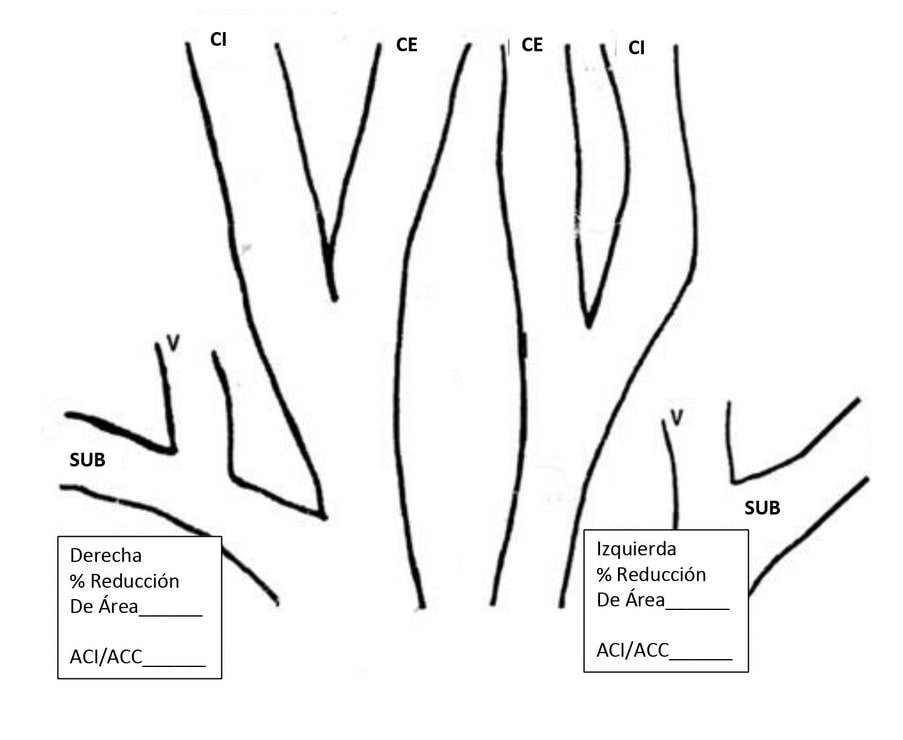 CI
CE
CE
CI
V
V
SUB
SUB
Derecha
% Reducción
De Área______
ACI/ACC______
Izquierda
% Reducción
De Área______
ACI/ACC______